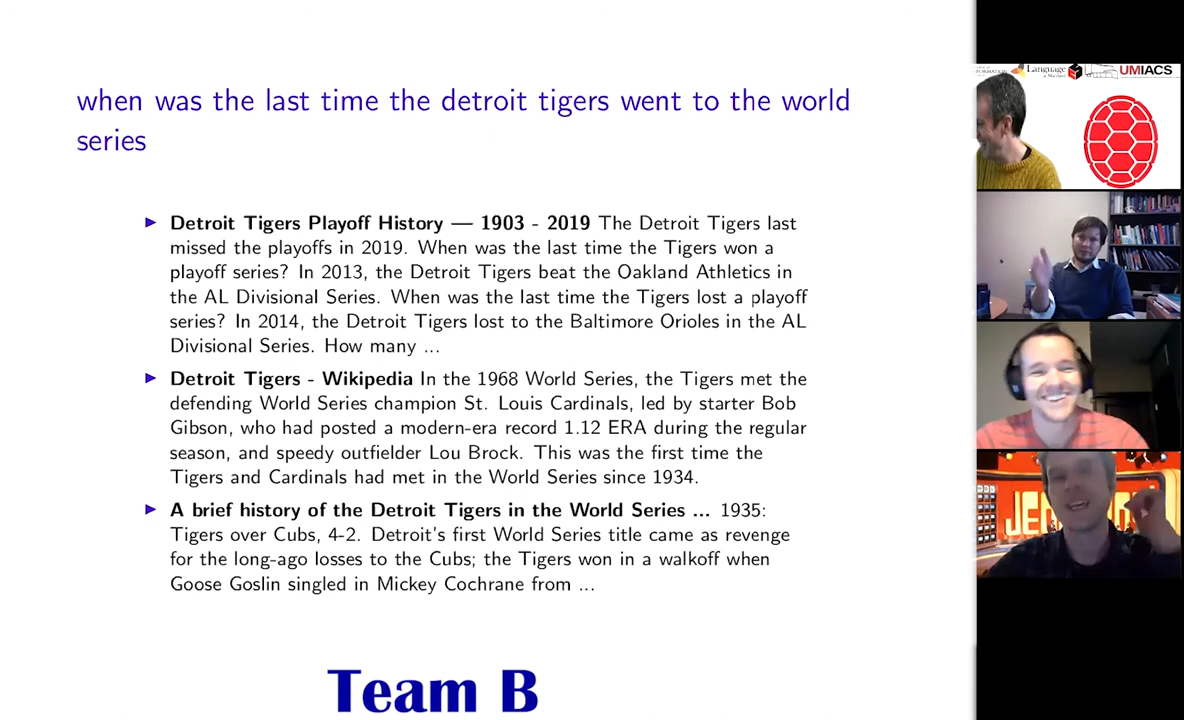 when was the last time the detroit tigers went to the world
series
▶ Detroit Tigers Playoff History — 1903 - 2019 The Detroit Tigers last
missed the playoffs in 2019. When was the last time the Tigers won a
playoff series? In 2013, the Detroit Tigers beat the Oakland Athletics in
the AL Divisional Series. When was the last time the Tigers lost a playoff
series? In 2014, the Detroit Tigers lost to the Baltimore Orioles in the AL
Divisional Series. How many ...
▶ Detroit Tigers - Wikipedia In the 1968 World Series, the Tigers met the
defending World Series champion St. Louis Cardinals, led by starter Bob
Gibson, who had posted a modern-era record 1.12 ERA during the regular
season, and speedy outfielder Lou Brock. This was the first time the
Tigers and Cardinals had met in the World Series since 1934.
▶ A brief history of the Detroit Tigers in the World Series ... 1935:
Tigers over Cubs, 4-2. Detroit's first World Series title came as revenge
for the long-ago losses to the Cubs; the Tigers won in a walkoff when
Goose Goslin singled in Mickey Cochrane from ...
Team B
Language
UMIACS